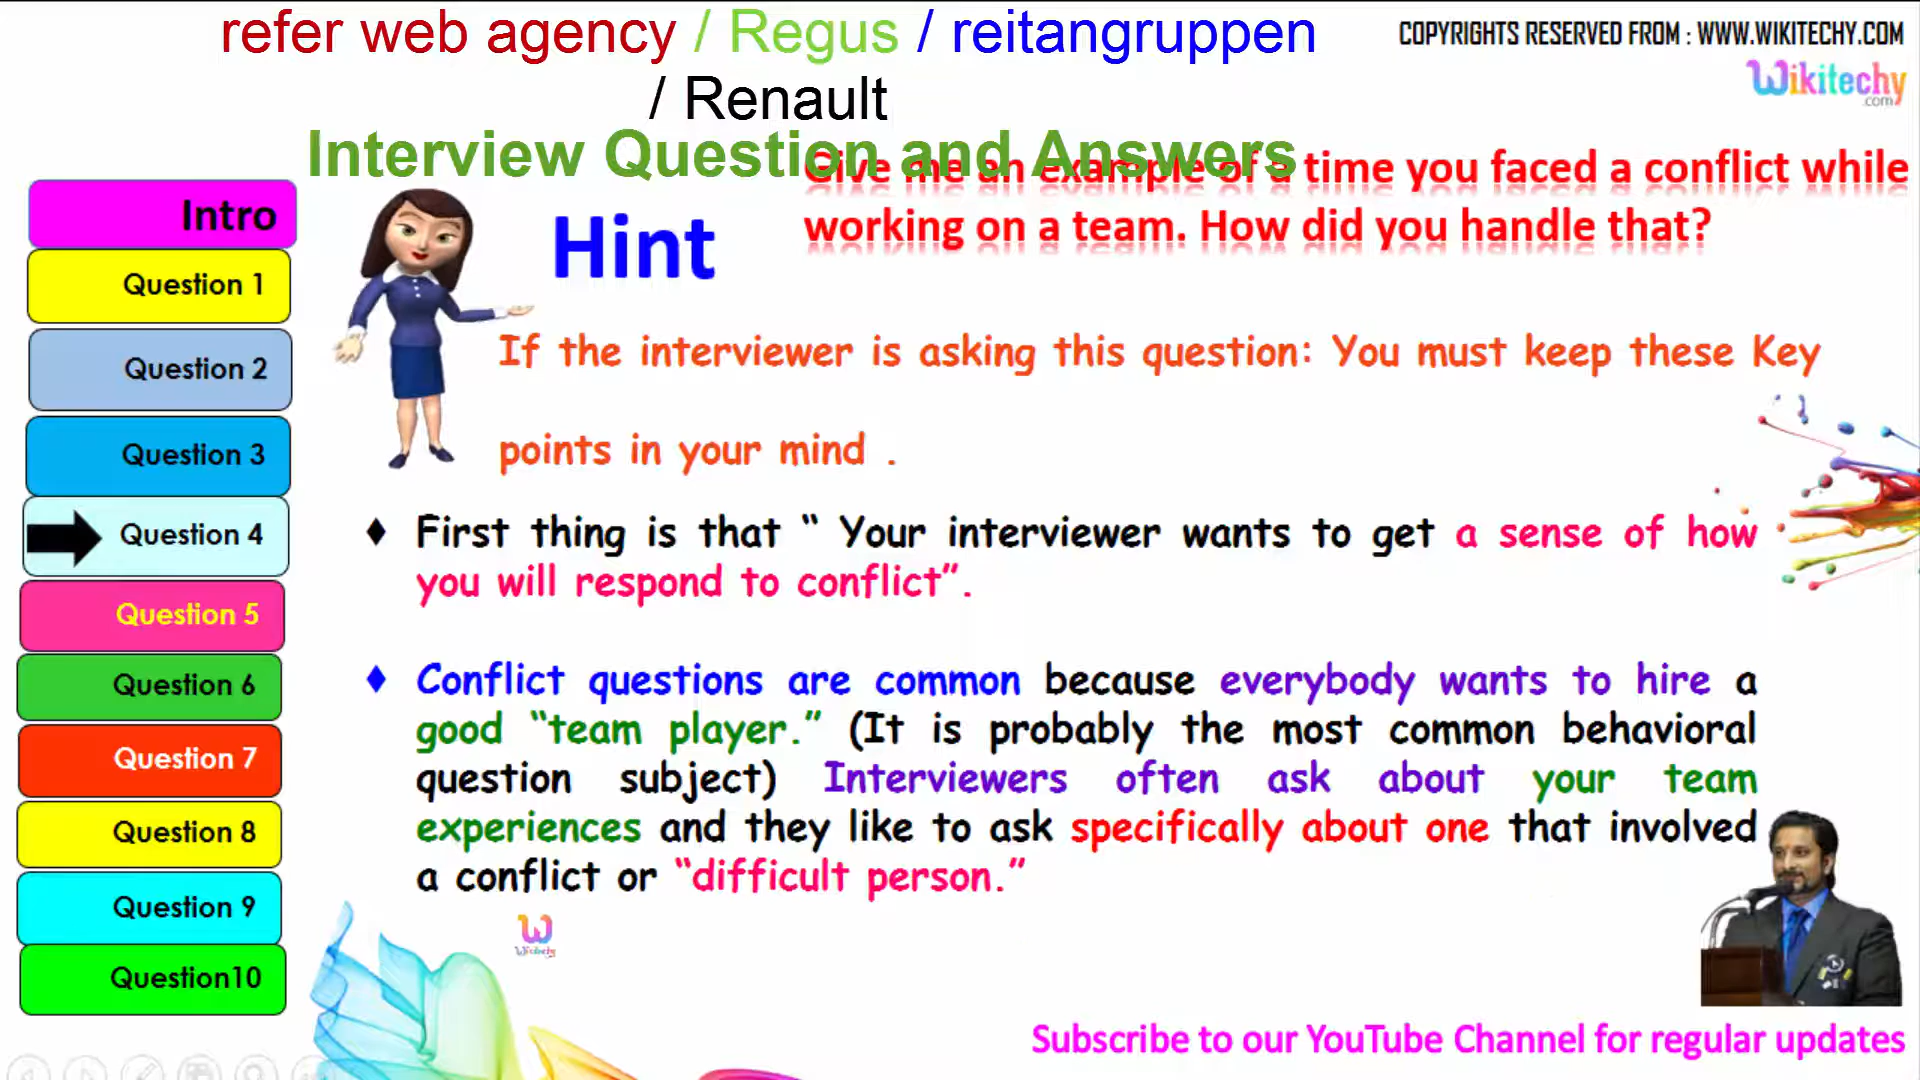 refer web agency / Regus / reitangruppen
/ Renault
Interview Question and Answers
COPYRIGHTS RESERVED FROM : WWW.WIKITECHY.COM
Wikitechy
.com
Give me an example of a time you faced a conflict while
working on a team. How did you handle that?
Hint
Intro
Question 1
Question 2
Question 3
Question 4
Question 5
Question 6
Question 7
Question 8
Question 9
Question10
If the interviewer is asking this question: You must keep these Key
points in your mind .
♦ First thing is that “ Your interviewer wants to get a sense of how
you will respond to conflict”.
♦ Conflict questions are common because everybody wants to hire a
good “team player.” (It is probably the most common behavioral
question subject) Interviewers often ask about your team
experiences and they like to ask specifically about one that involved
a conflict or “difficult person.”
W
Wikitechy
Subscribe to our YouTube Channel for regular updates